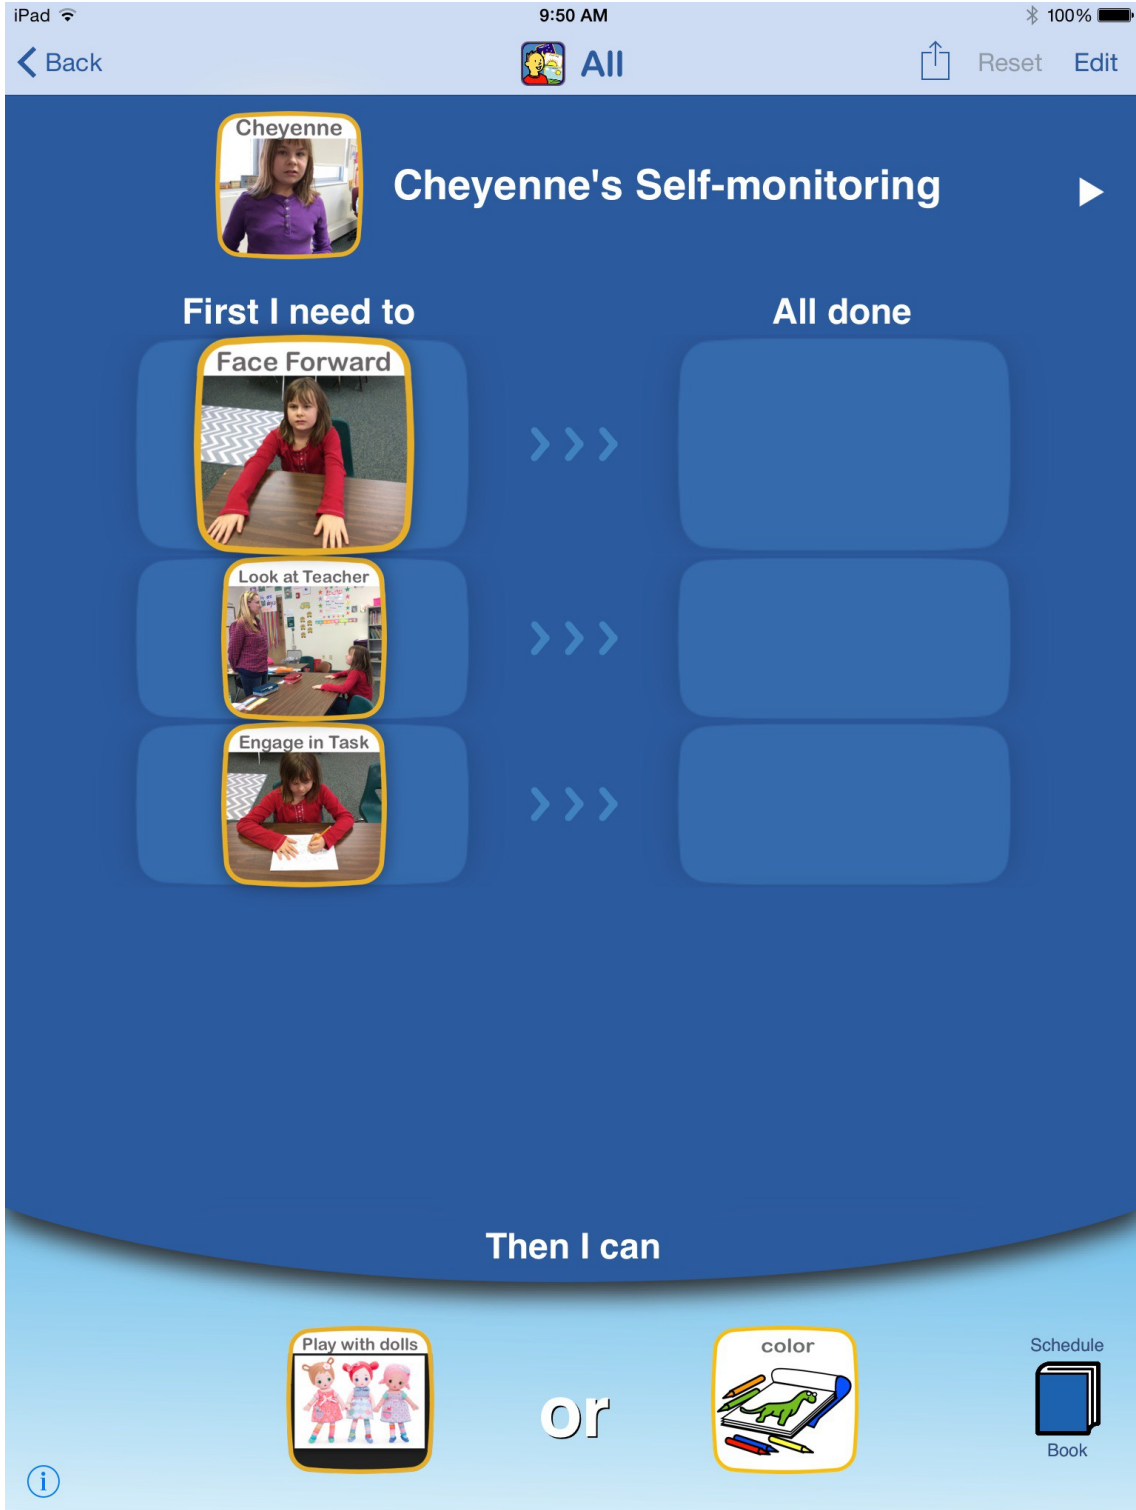 iPad 9:50 AM 100%
Back All Reset Edit
Cheyenne
Cheyenne's Self-monitoring
First I need to All done
Face Forward
Look at Teacher
Engage in Task
Then I can
Play with dolls
or
color
Schedule
Book
i